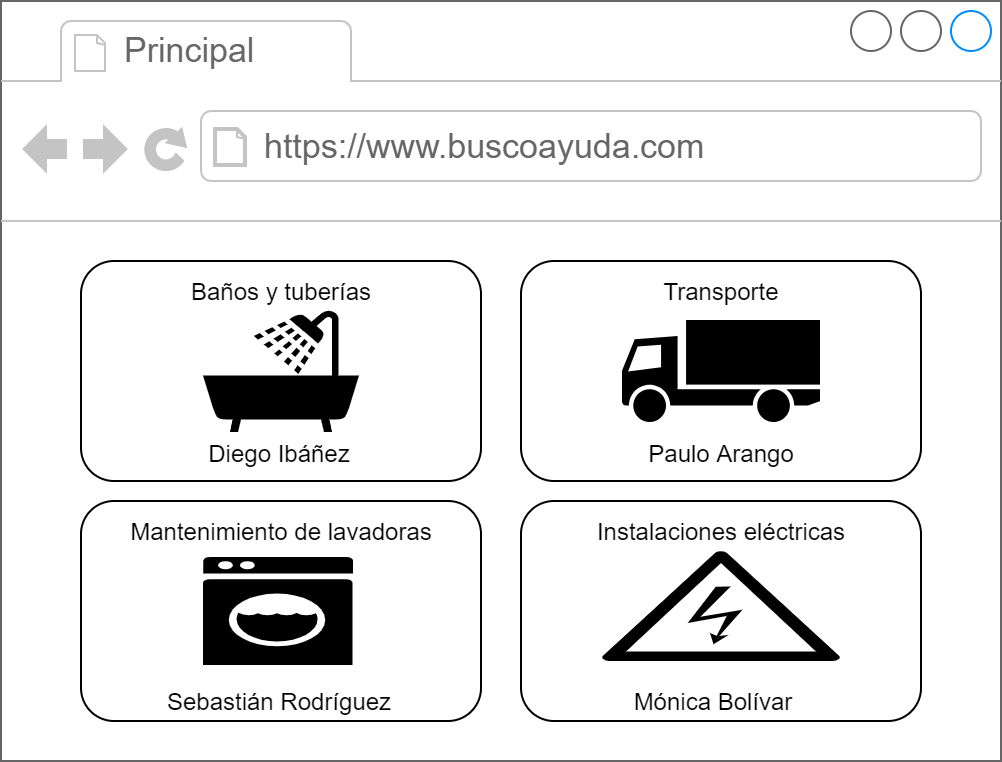 Principal
https://www.buscoayuda.com
Baños y tuberías
Diego Ibáñez
Transporte
Paulo Arango
Mantenimiento de lavadoras
Sebastián Rodríguez
Instalaciones eléctricas
Mónica Bolívar